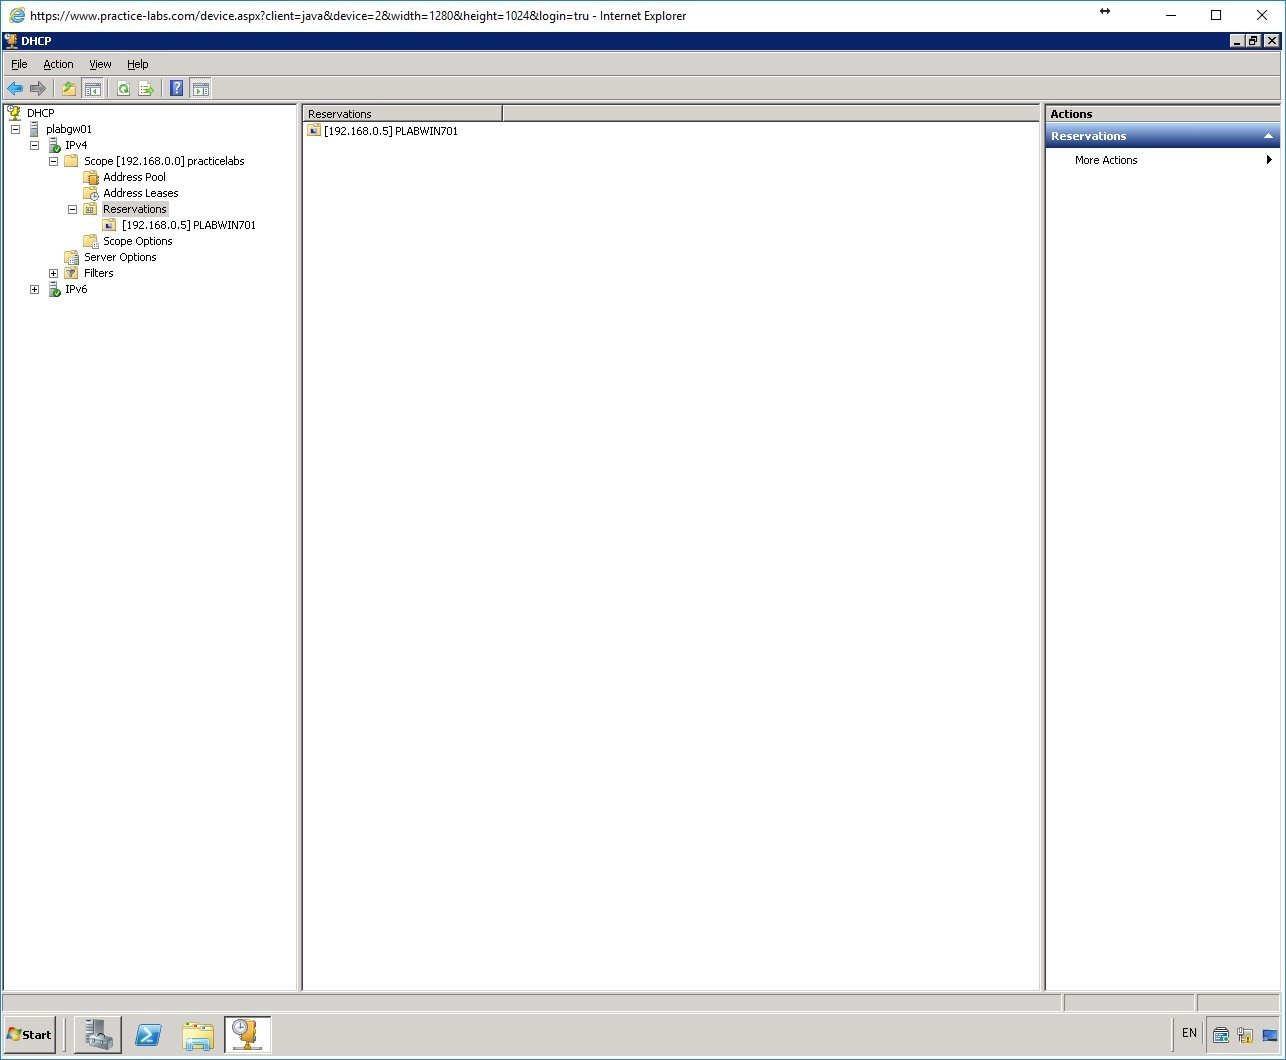 https://www.practice-labs.com/device.aspx?client=java&device=2&width=1280&height=1024&login=tru - Internet Explorer
DHCP
File Action View Help
DHCP
plabgw01
IPv4
Scope [192.168.0.0] practicelabs
Address Pool
Address Leases
Reservations
[192.168.0.5] PLABWIN701
Scope Options
Server Options
Filters
IPv6
Reservations
[192.168.0.5] PLABWIN701
Actions
Reservations
More Actions
Start
EN